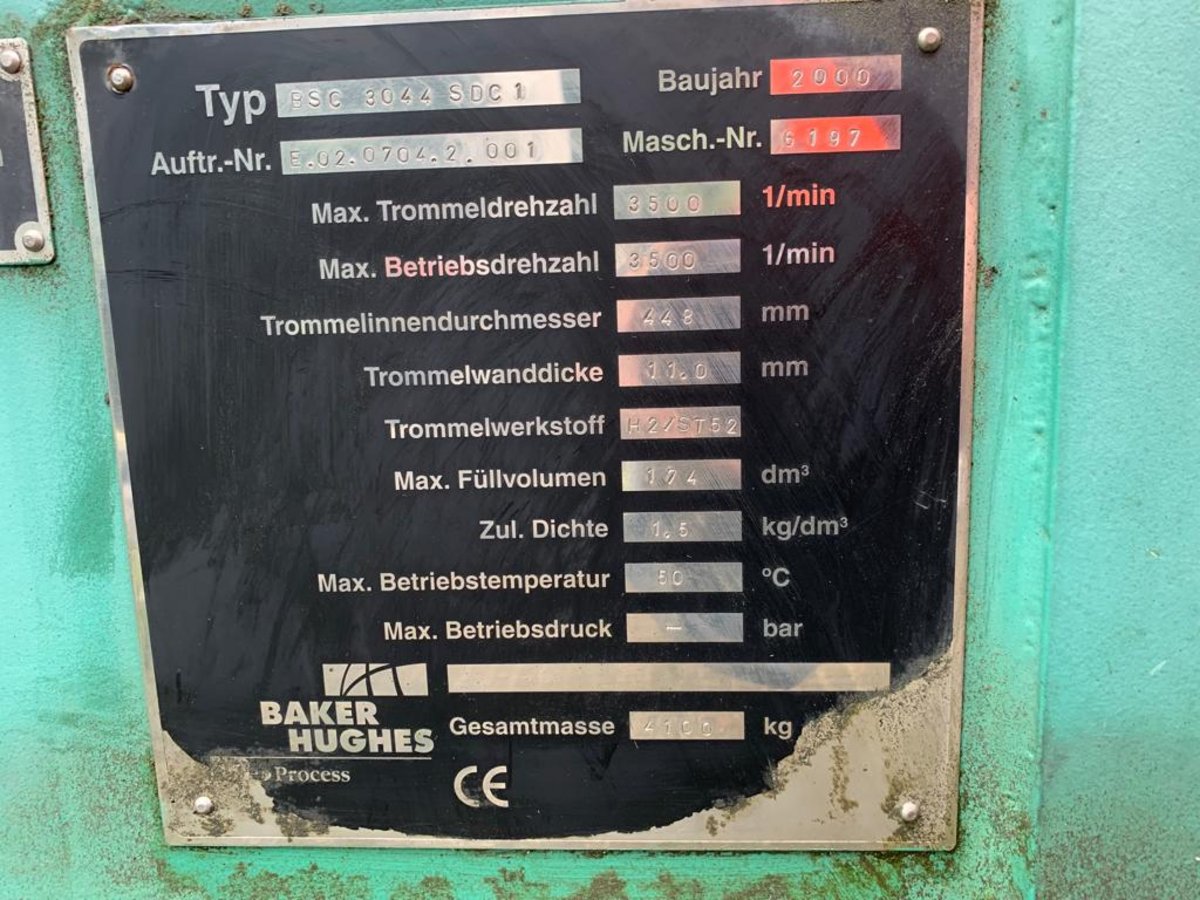 Typ BSC 3044 SDC1 Baujahr 2000
Auftr.-Nr. E.02.0704.2.001 Masch.-Nr. 6197
Max. Trommeldrehzahl 3500 1/min
Max. Betriebsdrehzahl 3500 1/min
Trommelinnendurchmesser 448 mm
Trommelwanddicke 11.0 mm
Trommelwerkstoff H2/ST52
Max. Füllvolumen 174 dm³
Zul. Dichte 1.5 kg/dm³
Max. Betriebstemperatur 50 °C
Max. Betriebsdruck – bar
BAKER
HUGHES
Process
Gesamtmasse 4100 kg
CE